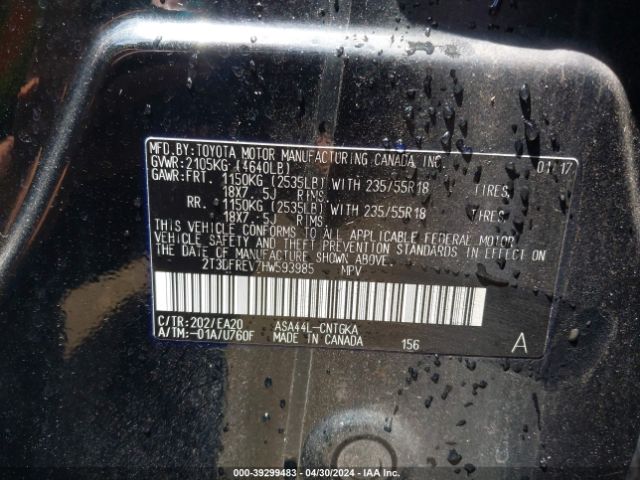 MFD.BY:TOYOTA MOTOR MANUFACTURING CANADA INC. 01/17
GVWR:2105KG (4640LB)
GAWR:FRT. 1150KG (2535LB) WITH 235/55R18 TIRES,
18X7.5J RIMS
RR. 1150KG (2535LB) WITH 235/55R18 TIRES,
18X7.5J RIMS
THIS VEHICLE CONFORMS TO ALL APPLICABLE FEDERAL MOTOR
VEHICLE SAFETY AND THEFT PREVENTION STANDARDS IN EFFECT ON
THE DATE OF MANUFACTURE SHOWN ABOVE.
2T3DFREV7HW593985 MPV
C/TR:202/EA20 ASA44L-CNTGKA
A/TM:-01A/U760F MADE IN CANADA 156 A
000-39299483 - 04/30/2024 - IAA Inc.